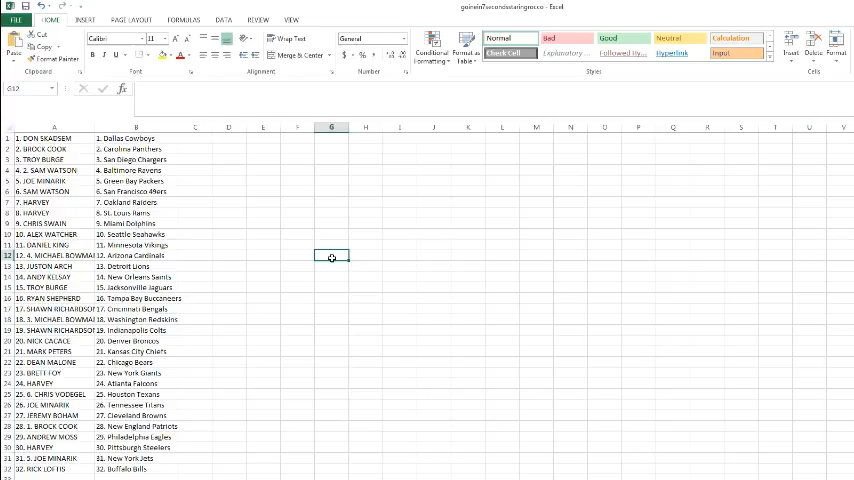 goinein7secondsstaringrocco - Excel
FILE HOME INSERT PAGE LAYOUT FORMULAS DATA REVIEW VIEW
Cut
Copy
Format Painter
Paste
Clipboard
Calibri 11
B I U
Font
Wrap Text
Merge & Center
Alignment
General
$ % ,
Number
Conditional Formatting
Format as Table
Normal Bad Good Neutral Calculation
Check Cell Explanatory ... Followed Hy... Hyperlink Input
Styles
Insert Delete Format
Cells
G12
fx
A B C D E F G H I J K L M N O P Q R S T U V
1 1. DON SKADSEM 1. Dallas Cowboys
2 2. BROCK COOK 2. Carolina Panthers
3 3. TROY BURGE 3. San Diego Chargers
4 4. 2. SAM WATSON 4. Baltimore Ravens
5 5. JOE MINARIK 5. Green Bay Packers
6 6. SAM WATSON 6. San Francisco 49ers
7 7. HARVEY 7. Oakland Raiders
8 8. HARVEY 8. St. Louis Rams
9 9. CHRIS SWAIN 9. Miami Dolphins
10 10. ALEX WATCHER 10. Seattle Seahawks
11 11. DANIEL KING 11. Minnesota Vikings
12 12. 4. MICHAEL BOWMA 12. Arizona Cardinals
13 13. JUSTON ARCH 13. Detroit Lions
14 14. ANDY KELSAY 14. New Orleans Saints
15 15. TROY BURGE 15. Jacksonville Jaguars
16 16. RYAN SHEPHERD 16. Tampa Bay Buccaneers
17 17. SHAWN RICHARDSON 17. Cincinnati Bengals
18 18. 3. MICHAEL BOWMA 18. Washington Redskins
19 19. SHAWN RICHARDSON 19. Indianapolis Colts
20 20. NICK CACACE 20. Denver Broncos
21 21. MARK PETERS 21. Kansas City Chiefs
22 22. DEAN MALONE 22. Chicago Bears
23 23. BRETT FOY 23. New York Giants
24 24. HARVEY 24. Atlanta Falcons
25 25. 6. CHRIS VODEGEL 25. Houston Texans
26 26. JOE MINARIK 26. Tennessee Titans
27 27. JEREMY BOHAM 27. Cleveland Browns
28 28. 1. BROCK COOK 28. New England Patriots
29 29. ANDREW MOSS 29. Philadelphia Eagles
30 30. HARVEY 30. Pittsburgh Steelers
31 31. 5. JOE MINARIK 31. New York Jets
32 32. RICK LOFTIS 32. Buffalo Bills